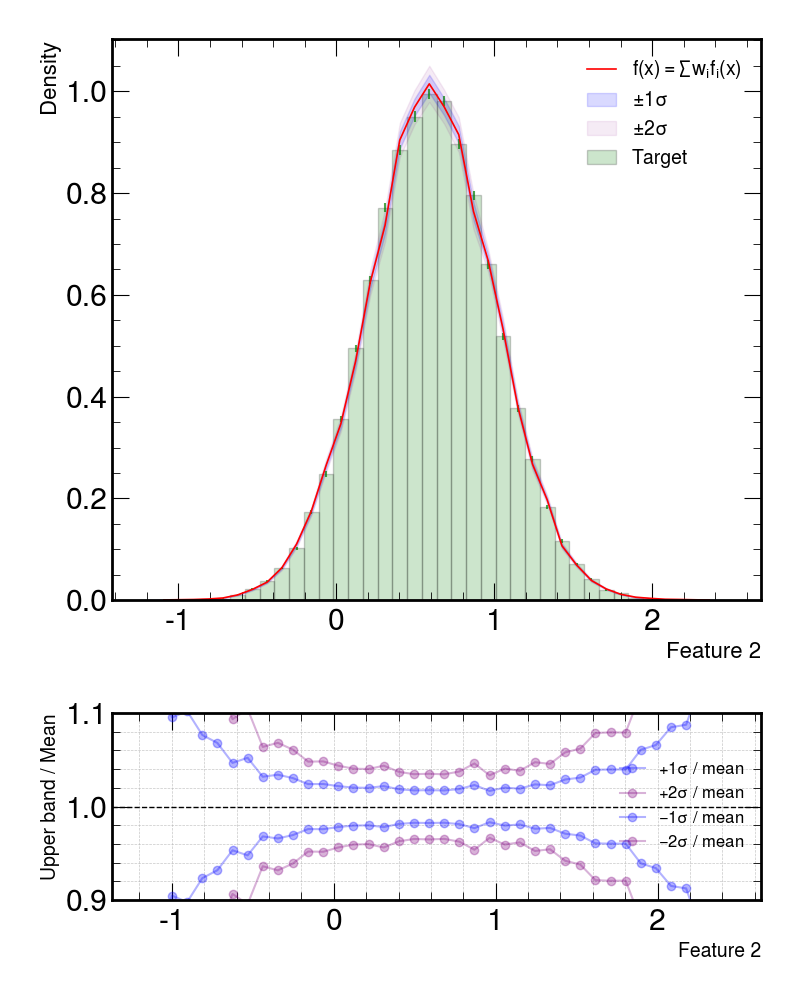 Density
1.0
0.8
0.6
0.4
0.2
0.0
f(x) = ∑wᵢfᵢ(x)
±1σ
±2σ
Target
-1 0 1 2
Feature 2
Upper band / Mean
1.1
1.0
0.9
+1σ / mean
+2σ / mean
−1σ / mean
−2σ / mean
-1 0 1 2
Feature 2